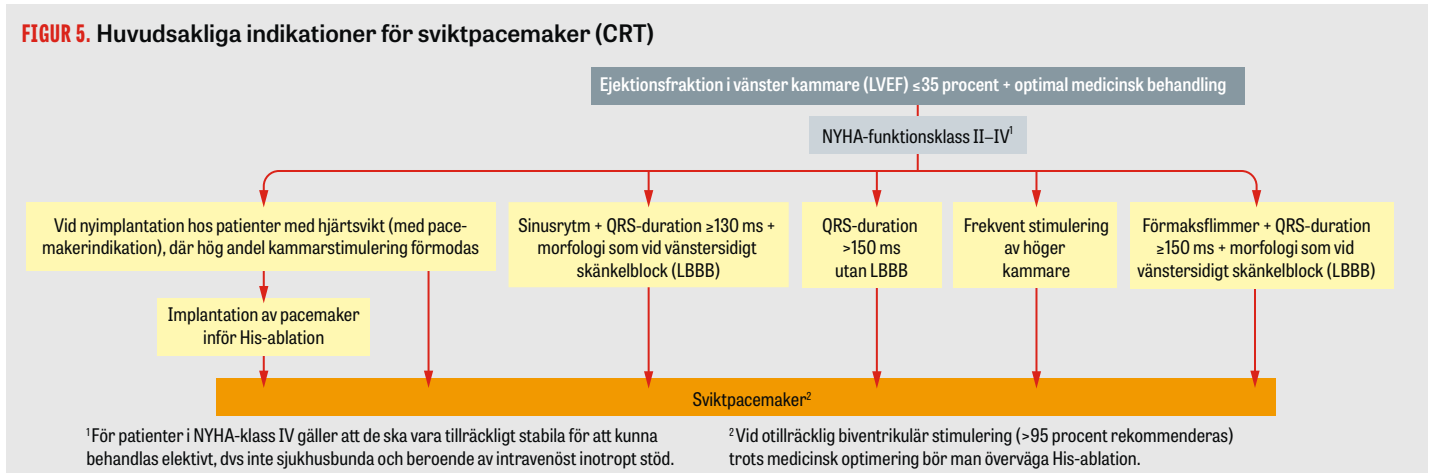 FIGUR 5. Huvudsakliga indikationer för sviktpacemaker (CRT)
Ejektionsfraktion i vänster kammare (LVEF) ≤35 procent + optimal medicinsk behandling
NYHA-funktionsklass II–IV¹
Vid nyimplantation hos patienter med hjärtsvikt (med pace-
makerindikation), där hög andel kammarstimulering förmodas
Sinusrytm + QRS-duration ≥130 ms +
morfologi som vid vänstersidigt
skänkelblock (LBBB)
QRS-duration
>150 ms
utan LBBB
Frekvent stimulering
av höger
kammare
Förmaksflimmer + QRS-duration
≥150 ms + morfologi som vid
vänstersidigt skänkelblock (LBBB)
Implantation av pacemaker
inför His-ablation
Sviktpacemaker²
¹För patienter i NYHA-klass IV gäller att de ska vara tillräckligt stabila för att kunna
behandlas elektivt, dvs inte sjukhusbunda och beroende av intravenöst inotropt stöd.
²Vid otillräcklig biventrikulär stimulering (>95 procent rekommenderas)
trots medicinsk optimering bör man överväga His-ablation.